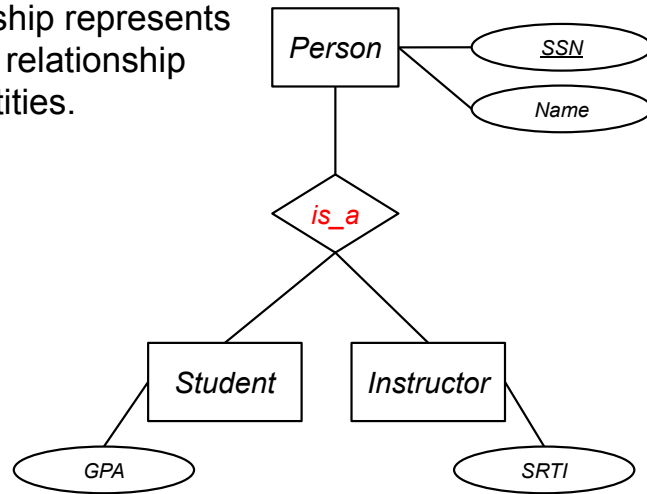 ship represents
relationship
tities.
Person
SSN
Name
is_a
Student
Instructor
GPA
SRTI